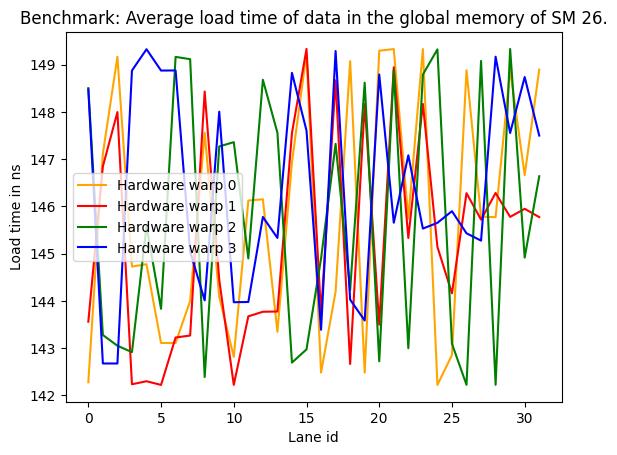 Benchmark: Average load time of data in the global memory of SM 26.
Load time in ns
149
148
147
146
145
144
143
142
Hardware warp 0
Hardware warp 1
Hardware warp 2
Hardware warp 3
0 5 10 15 20 25 30
Lane id